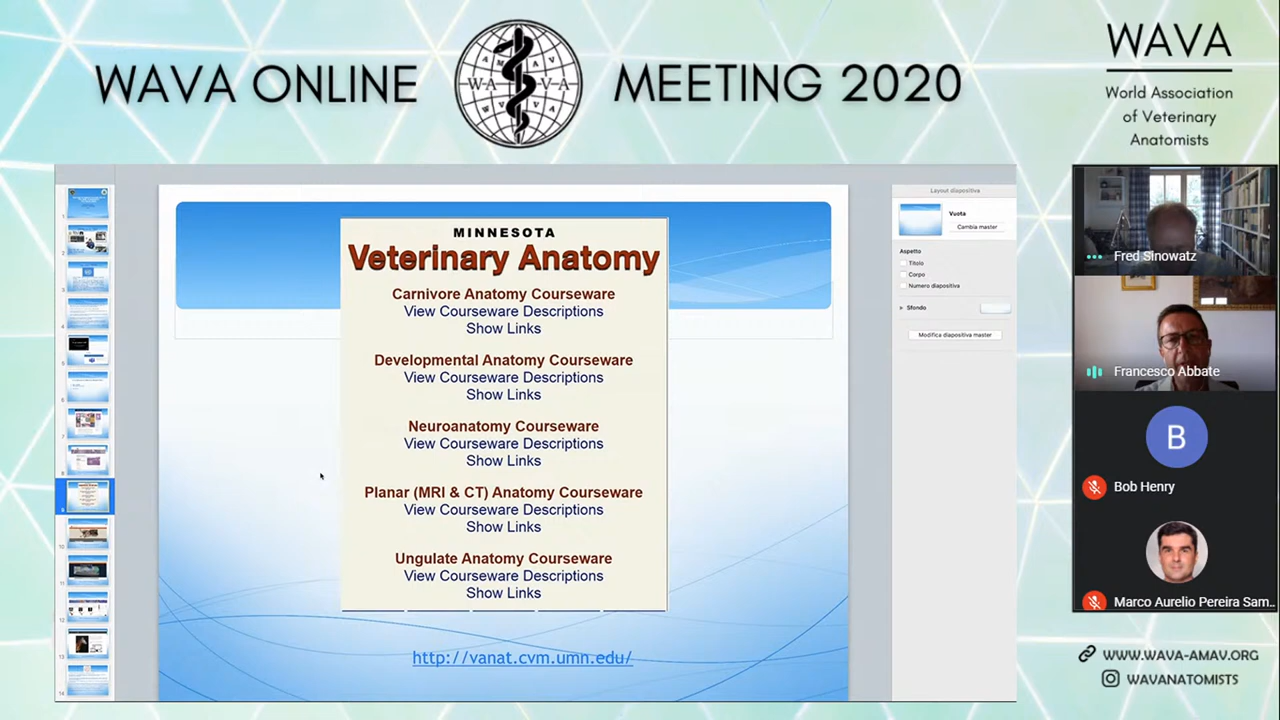 WAVA ONLINE
MEETING 2020
WAVA
World Association
of Veterinary
Anatomists
Layout diapositiva
Vuota
Cambia master
Aspetto
Titolo
Corpo
Numero diapositiva
Sfondo
Modifica diapositiva master
MINNESOTA
Veterinary Anatomy
Carnivore Anatomy Courseware
View Courseware Descriptions
Show Links
Developmental Anatomy Courseware
View Courseware Descriptions
Show Links
Neuroanatomy Courseware
View Courseware Descriptions
Show Links
Planar (MRI & CT) Anatomy Courseware
View Courseware Descriptions
Show Links
Ungulate Anatomy Courseware
View Courseware Descriptions
Show Links
http://vanat.cvm.umn.edu/
Fred Sinowatz
Francesco Abbate
B
Bob Henry
Marco Aurelio Pereira Sam..
WWW.WAVA-AMAV.ORG
WAVANATOMISTS